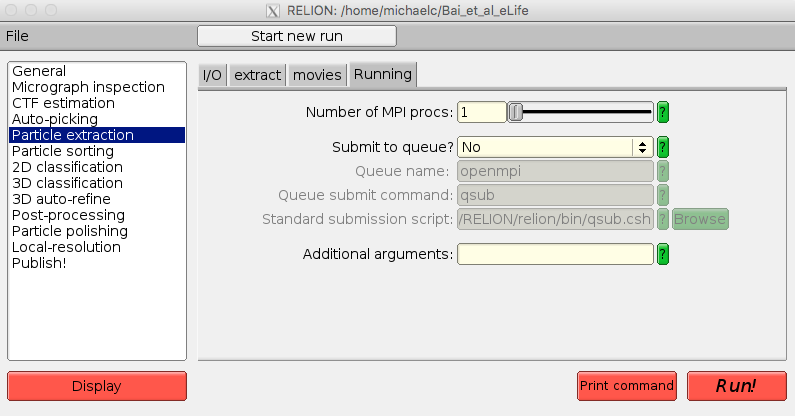 RELION: /home/michaelc/Bai_et_al_eLife
File
Start new run
General
Micrograph inspection
CTF estimation
Auto-picking
Particle extraction
Particle sorting
2D classification
3D classification
3D auto-refine
Post-processing
Particle polishing
Local-resolution
Publish!
I/O extract movies Running
Number of MPI procs: 1 ?
Submit to queue? No ?
Queue name: openmpi ?
Queue submit command: qsub ?
Standard submission script: /RELION/relion/bin/qsub.csh ? Browse
Additional arguments: ?
Display
Print command
Run!